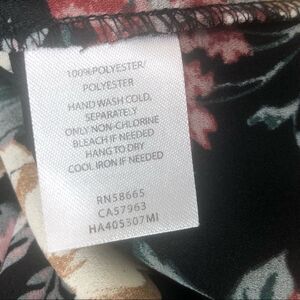 100%POLYESTER/
POLYESTER
HAND WASH COLD,
SEPARATELY
ONLY NON-CHLORINE
BLEACH IF NEEDED
HANG TO DRY
COOL IRON IF NEEDED
RN58665
CA57963
HA405307MI